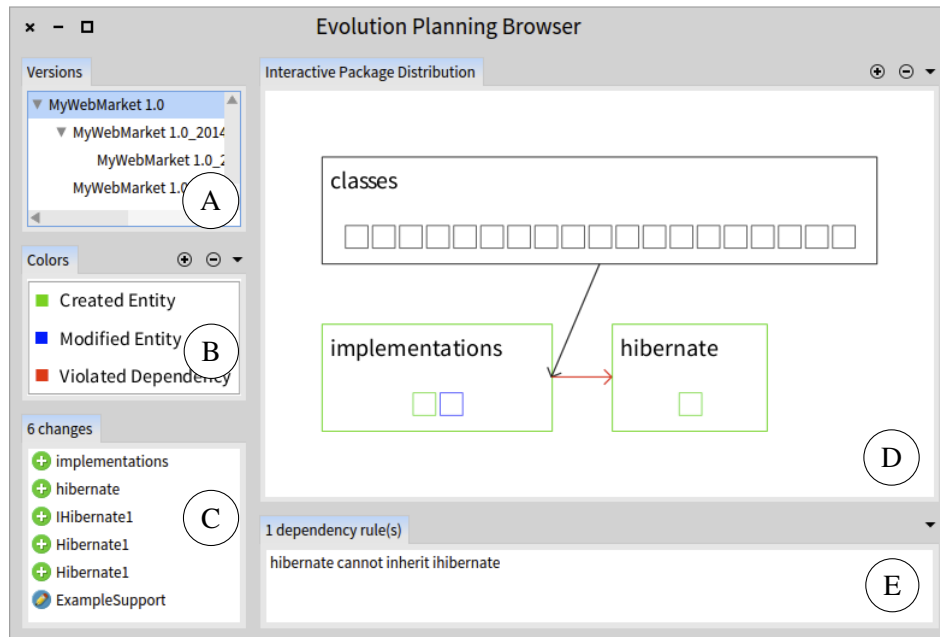 Evolution Planning Browser
Versions
MyWebMarket 1.0
MyWebMarket 1.0_2014
MyWebMarket 1.0_2
MyWebMarket 1.0
A
Colors
Created Entity
Modified Entity
Violated Dependency
B
6 changes
implementations
hibernate
IHibernate1
Hibernate1
Hibernate1
ExampleSupport
C
Interactive Package Distribution
classes
implementations
hibernate
D
1 dependency rule(s)
hibernate cannot inherit ihibernate
E